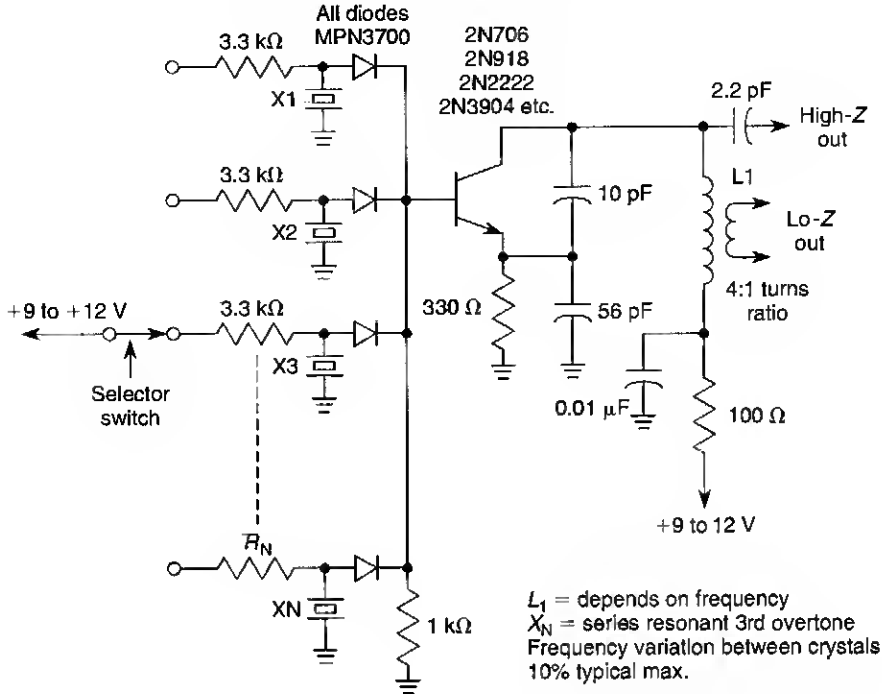 All diodes
MPN3700
3.3 kΩ
X1
2N706
2N918
2N2222
2N3904 etc.
2.2 pF
High-Z
out
3.3 kΩ
X2
10 pF
L1
Lo-Z
out
+9 to +12 V
3.3 kΩ
X3
330 Ω
56 pF
4:1 turns
ratio
Selector
switch
0.01 μF
100 Ω
+9 to 12 V
RN
XN
1 kΩ
L1 = depends on frequency
XN = series resonant 3rd overtone
Frequency variation between crystals
10% typical max.